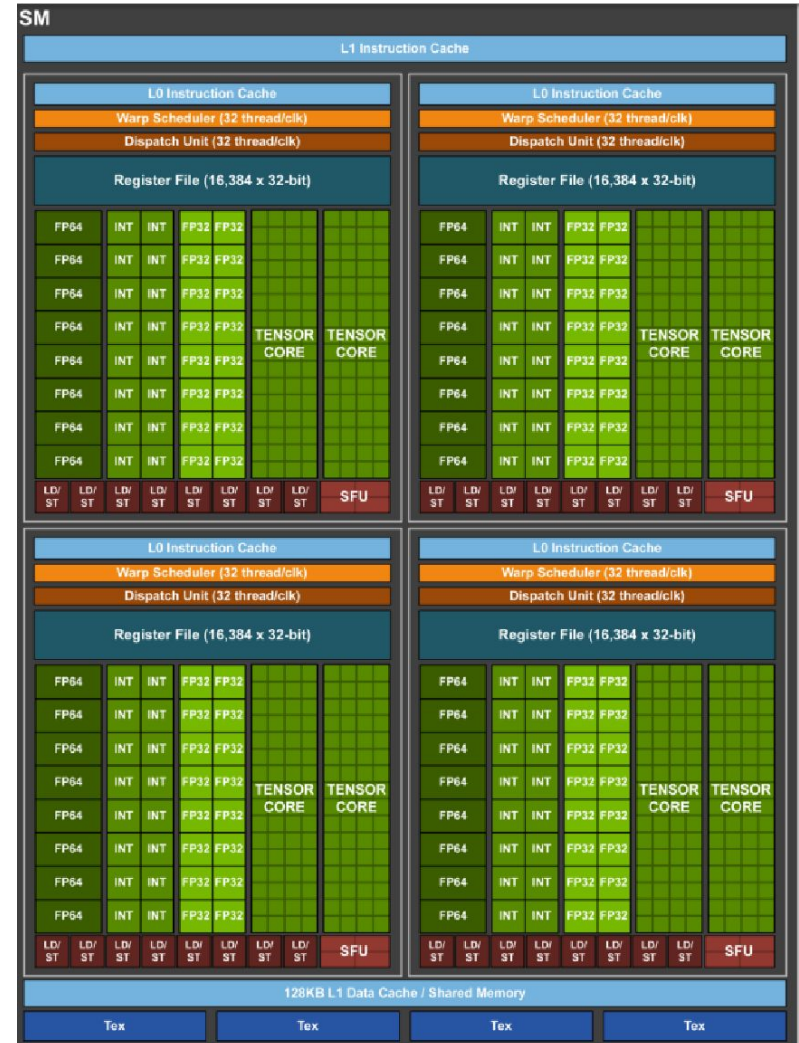 SM
L1 Instruction Cache
L0 Instruction Cache
Warp Scheduler (32 thread/clk)
Dispatch Unit (32 thread/clk)
Register File (16,384 x 32-bit)
FP64 INT INT FP32 FP32
FP64 INT INT FP32 FP32
FP64 INT INT FP32 FP32
FP64 INT INT FP32 FP32
TENSOR CORE TENSOR CORE
FP64 INT INT FP32 FP32
FP64 INT INT FP32 FP32
FP64 INT INT FP32 FP32
FP64 INT INT FP32 FP32
LD/ST LD/ST LD/ST LD/ST LD/ST LD/ST LD/ST LD/ST SFU
L0 Instruction Cache
Warp Scheduler (32 thread/clk)
Dispatch Unit (32 thread/clk)
Register File (16,384 x 32-bit)
FP64 INT INT FP32 FP32
FP64 INT INT FP32 FP32
FP64 INT INT FP32 FP32
FP64 INT INT FP32 FP32
TENSOR CORE TENSOR CORE
FP64 INT INT FP32 FP32
FP64 INT INT FP32 FP32
FP64 INT INT FP32 FP32
FP64 INT INT FP32 FP32
LD/ST LD/ST LD/ST LD/ST LD/ST LD/ST LD/ST LD/ST SFU
L0 Instruction Cache
Warp Scheduler (32 thread/clk)
Dispatch Unit (32 thread/clk)
Register File (16,384 x 32-bit)
FP64 INT INT FP32 FP32
FP64 INT INT FP32 FP32
FP64 INT INT FP32 FP32
FP64 INT INT FP32 FP32
TENSOR CORE TENSOR CORE
FP64 INT INT FP32 FP32
FP64 INT INT FP32 FP32
FP64 INT INT FP32 FP32
FP64 INT INT FP32 FP32
LD/ST LD/ST LD/ST LD/ST LD/ST LD/ST LD/ST LD/ST SFU
L0 Instruction Cache
Warp Scheduler (32 thread/clk)
Dispatch Unit (32 thread/clk)
Register File (16,384 x 32-bit)
FP64 INT INT FP32 FP32
FP64 INT INT FP32 FP32
FP64 INT INT FP32 FP32
FP64 INT INT FP32 FP32
TENSOR CORE TENSOR CORE
FP64 INT INT FP32 FP32
FP64 INT INT FP32 FP32
FP64 INT INT FP32 FP32
FP64 INT INT FP32 FP32
LD/ST LD/ST LD/ST LD/ST LD/ST LD/ST LD/ST LD/ST SFU
128KB L1 Data Cache / Shared Memory
Tex Tex Tex Tex